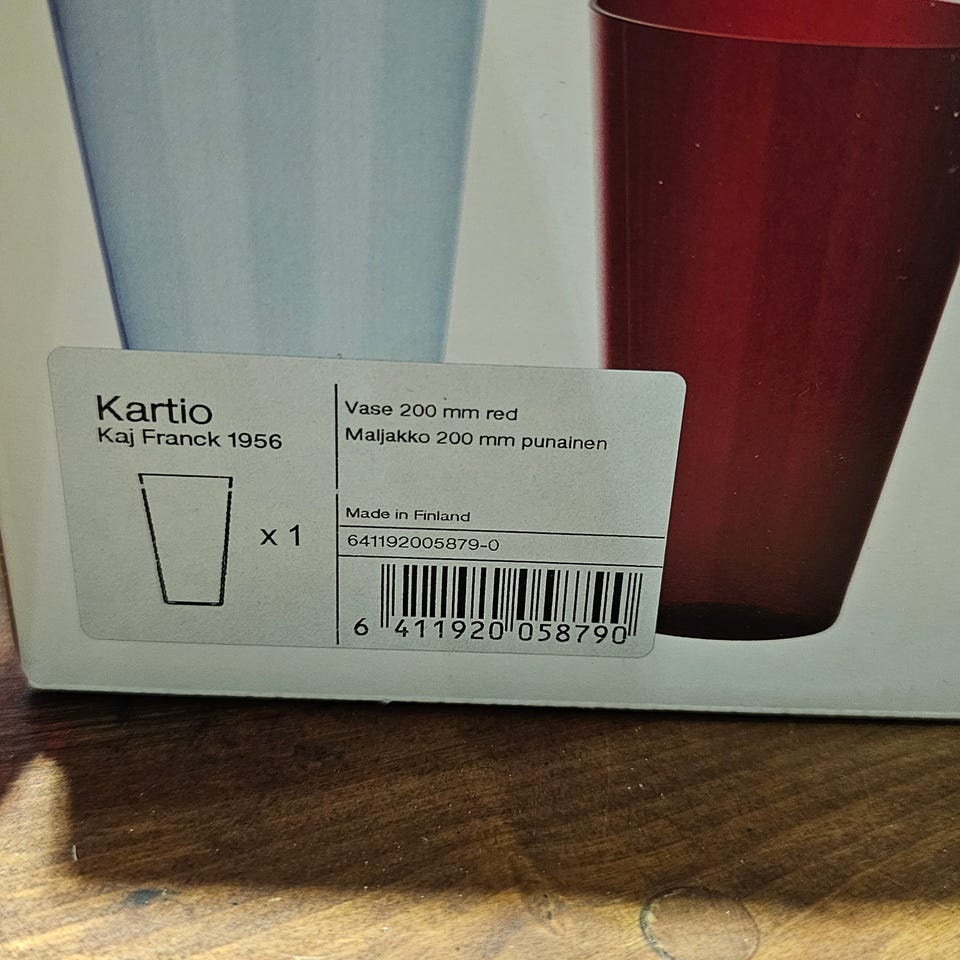 Kartio
Kaj Franck 1956
x 1
Vase 200 mm red
Maljakko 200 mm punainen
Made in Finland
641192005879-0
6 411920 058790